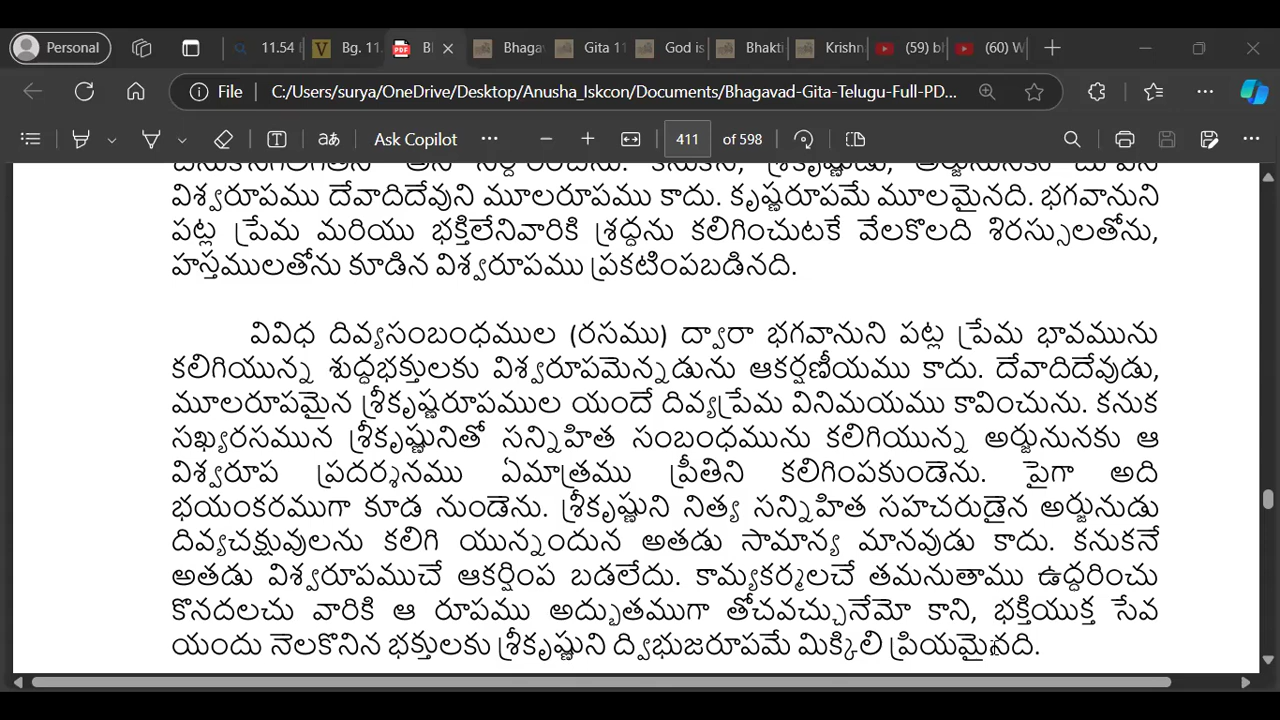 Personal
11.54 B
Bg. 11.
Bh
Bhaga
Gita 11
God is
Bhakti
Krishn
(59) bh
(60) W
File
C:/Users/surya/OneDrive/Desktop/Anusha_Iskcon/Documents/Bhagavad-Gita-Telugu-Full-PD...
Ask Copilot
411 of 598
విశ్వరూపము దేవాదిదేవుని మూలరూపము కాదు. కృష్ణరూపమే మూలమైనది. భగవానుని
పట్ల ప్రేమ మరియు భక్తిలేనివారికి శ్రద్ధను కలిగించుటకే వేలకొలది శిరస్సులతోను,
హస్తములతోను కూడిన విశ్వరూపము ప్రకటింపబడినది.
వివిధ దివ్యసంబంధముల (రసము) ద్వారా భగవానుని పట్ల ప్రేమ భావమును
కలిగియున్న శుద్ధభక్తులకు విశ్వరూపమెన్నడును ఆకర్షణీయము కాదు. దేవాదిదేవుడు,
మూలరూపమైన శ్రీకృష్ణరూపముల యందే దివ్యప్రేమ వినిమయము కావించును. కనుక
సఖ్యరసమున శ్రీకృష్ణునితో సన్నిహిత సంబంధమును కలిగియున్న అర్జునునకు ఆ
విశ్వరూప ప్రదర్శనము ఏమాత్రము ప్రీతిని కలిగింపకుండెను. పైగా అది
భయంకరముగా కూడ నుండెను. శ్రీకృష్ణుని నిత్య సన్నిహిత సహచరుడైన అర్జునుడు
దివ్యచక్షువులను కలిగి యున్నందున అతడు సామాన్య మానవుడు కాదు. కనుకనే
అతడు విశ్వరూపముచే ఆకర్షింప బడలేదు. కామ్యకర్మలచే తమనుతాము ఉద్ధరించు
కొనదలచు వారికి ఆ రూపము అద్భుతముగా తోచవచ్చునేమో కాని, భక్తియుక్త సేవ
యందు నెలకొనిన భక్తులకు శ్రీకృష్ణుని ద్విభుజరూపమే మిక్కిలి ప్రియమైనది.